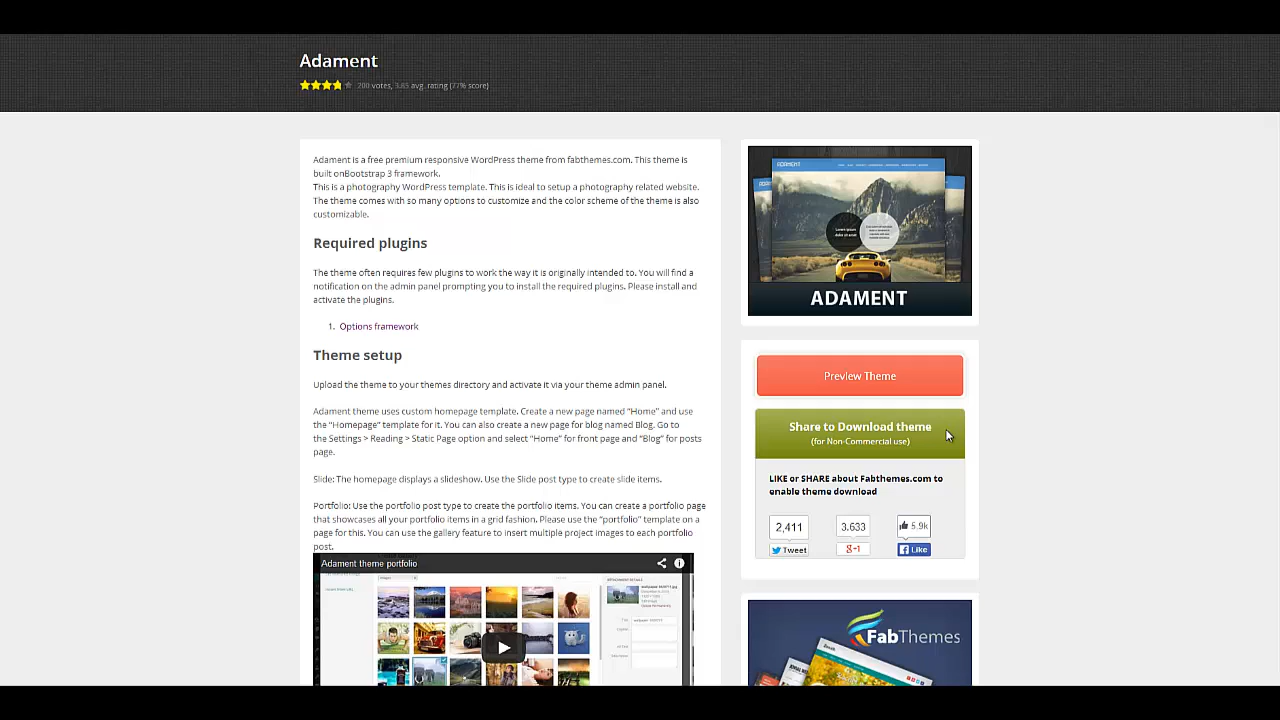 Adament
200 votes, 3.85 avg. rating (77% score)
Adament is a free premium responsive WordPress theme from fabthemes.com. This theme is
built onBootstrap 3 framework.
This is a photography WordPress template. This is ideal to setup a photography related website.
The theme comes with so many options to customize and the color scheme of the theme is also
customizable.
Required plugins
The theme often requires few plugins to work the way it is originally intended to. You will find a
notification on the admin panel prompting you to install the required plugins. Please install and
activate the plugins.
1. Options framework
Theme setup
Upload the theme to your themes directory and activate it via your theme admin panel.
Adament theme uses custom homepage template. Create a new page named “Home” and use
the “Homepage” template for it. You can also create a new page for blog named Blog. Go to
the Settings > Reading > Static Page option and select “Home” for front page and “Blog” for posts
page.
Slide: The homepage displays a slideshow. Use the Slide post type to create slide items.
Portfolio: Use the portfolio post type to create the portfolio items. You can create a portfolio page
that showcases all your portfolio items in a grid fashion. Please use the “portfolio” template on a
page for this. You can use the gallery feature to insert multiple project images to each portfolio
post.
Adament theme portfolio
ADAMENT
ADAMENT
Preview Theme
Share to Download theme
(for Non-Commercial use)
LIKE or SHARE about Fabthemes.com to
enable theme download
2,411 3,633 5.9k
Tweet +1 Like
FabThemes